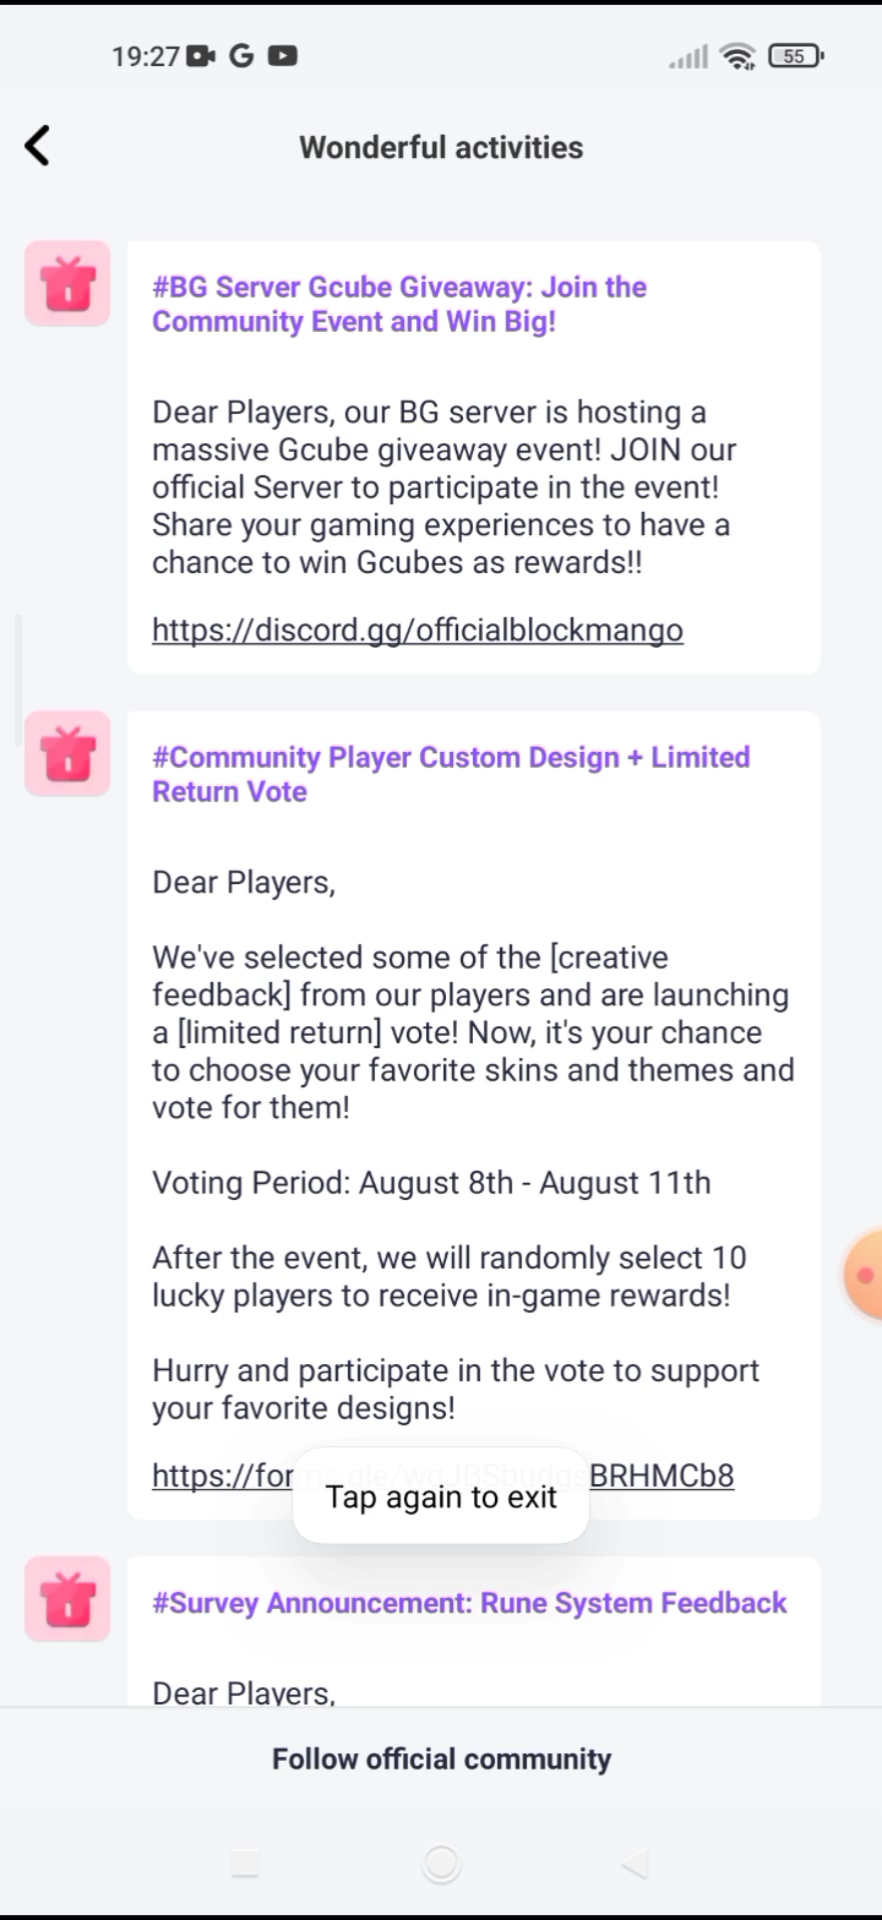 19:27
55
Wonderful activities
#BG Server Gcube Giveaway: Join the
Community Event and Win Big!
Dear Players, our BG server is hosting a
massive Gcube giveaway event! JOIN our
official Server to participate in the event!
Share your gaming experiences to have a
chance to win Gcubes as rewards!!
https://discord.gg/officialblockmango
#Community Player Custom Design + Limited
Return Vote
Dear Players,
We've selected some of the [creative
feedback] from our players and are launching
a [limited return] vote! Now, it's your chance
to choose your favorite skins and themes and
vote for them!
Voting Period: August 8th - August 11th
After the event, we will randomly select 10
lucky players to receive in-game rewards!
Hurry and participate in the vote to support
your favorite designs!
Tap again to exit
#Survey Announcement: Rune System Feedback
Dear Players,
Follow official community